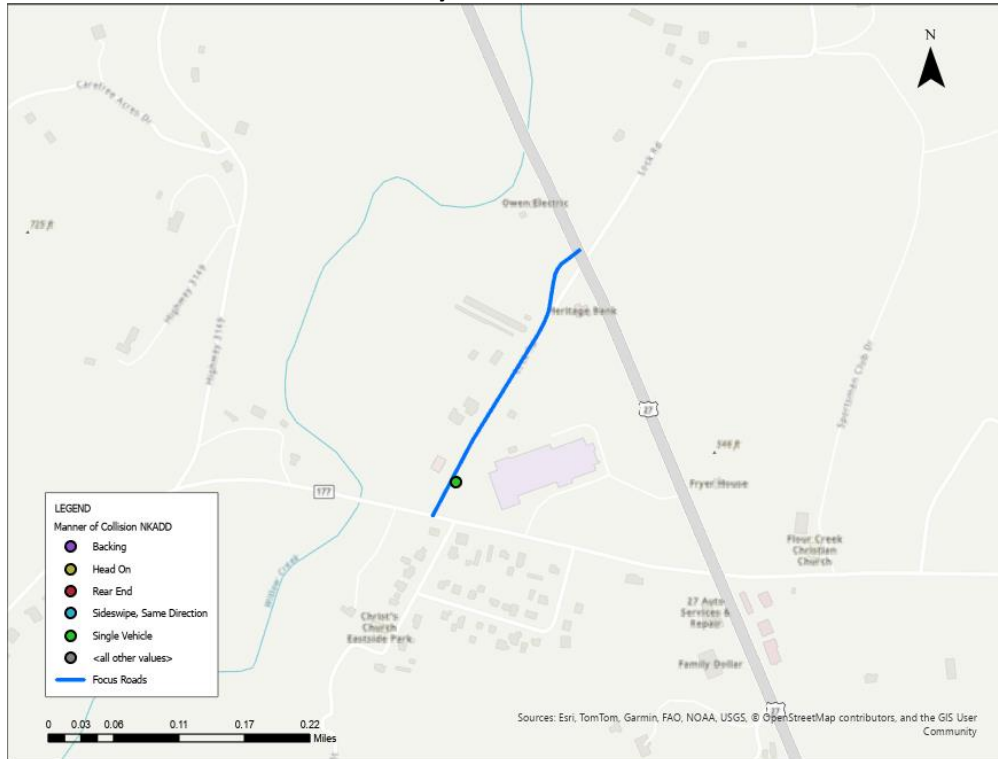 N
Carefree Acres Dr
Lock Rd
Owen Electric
725 ft
Highway 3149
Highway 3149
Heritage Bank
Sportsman Club Dr
27
546 ft
Fryer House
177
Flour Creek
Christian
Church
Willow Creek
27 Auto
Services &
Repair
Christ's
Church
Eastside Park
Family Dollar
27
LEGEND
Manner of Collision NKADD
Backing
Head On
Rear End
Sideswipe, Same Direction
Single Vehicle
<all other values>
Focus Roads
0 0.03 0.06 0.11 0.17 0.22
Miles
Sources: Esri, TomTom, Garmin, FAO, NOAA, USGS, © OpenStreetMap contributors, and the GIS User
Community